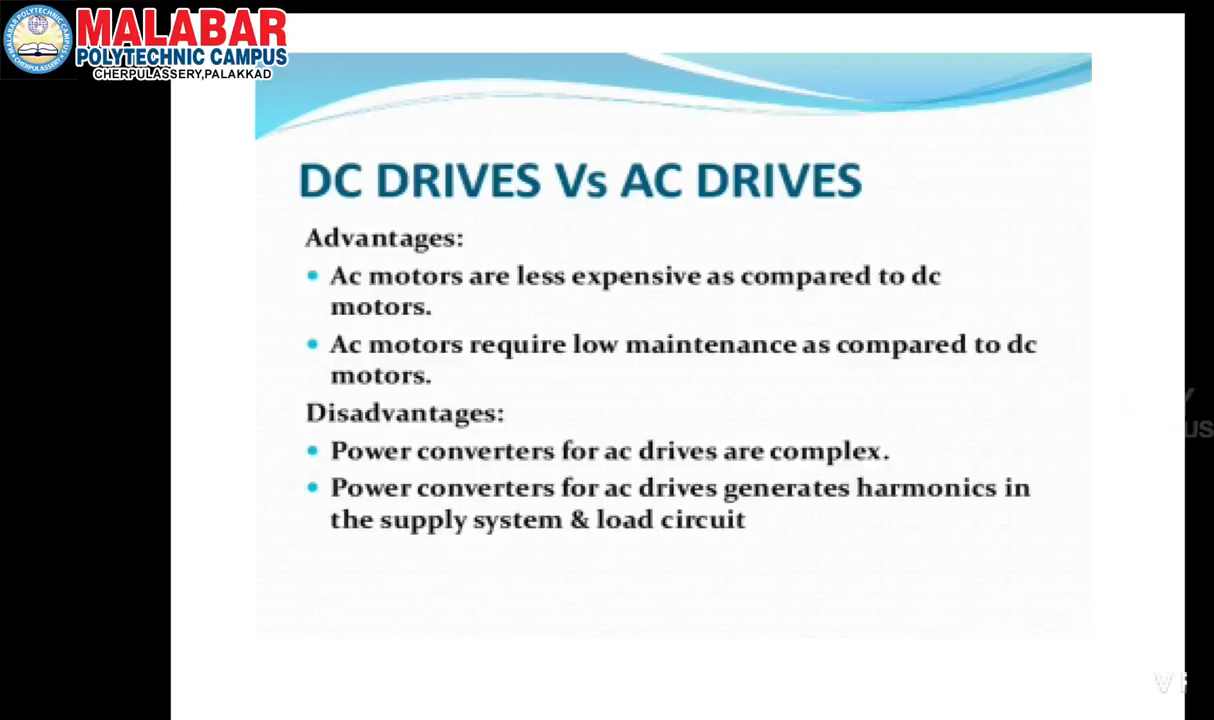 MALABAR
POLYTECHNIC CAMPUS
CHERPULASSERY,PALAKKAD
DC DRIVES Vs AC DRIVES
Advantages:
• Ac motors are less expensive as compared to dc
motors.
• Ac motors require low maintenance as compared to dc
motors.
Disadvantages:
• Power converters for ac drives are complex.
• Power converters for ac drives generates harmonics in
the supply system & load circuit